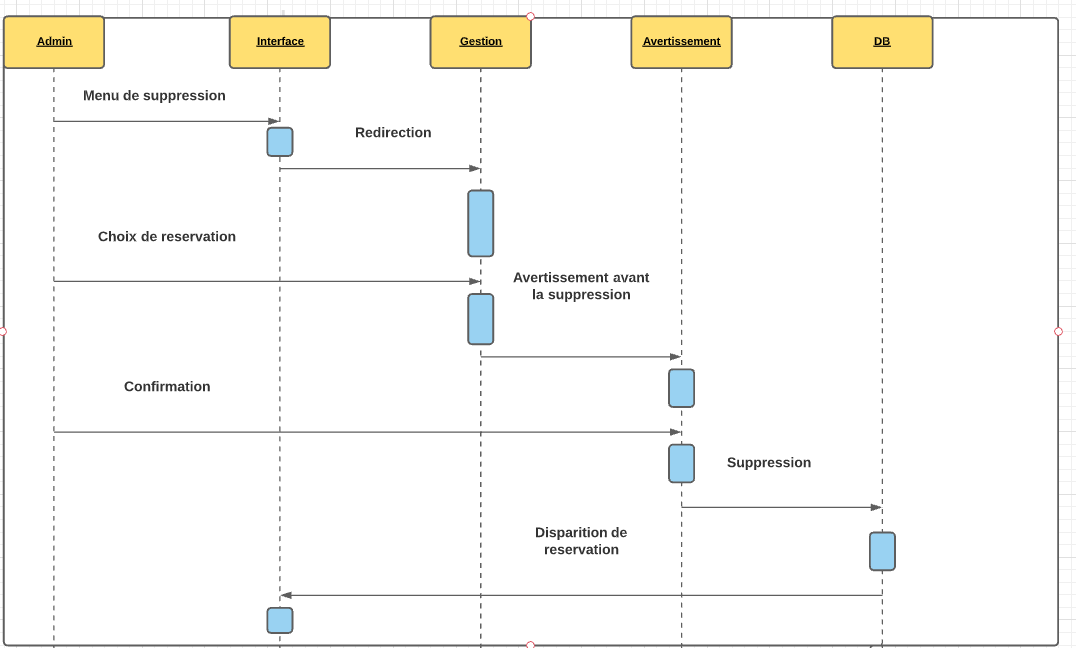 Admin
Interface
Gestion
Avertissement
DB
Menu de suppression
Redirection
Choix de reservation
Avertissement avant
la suppression
Confirmation
Suppression
Disparition de
reservation